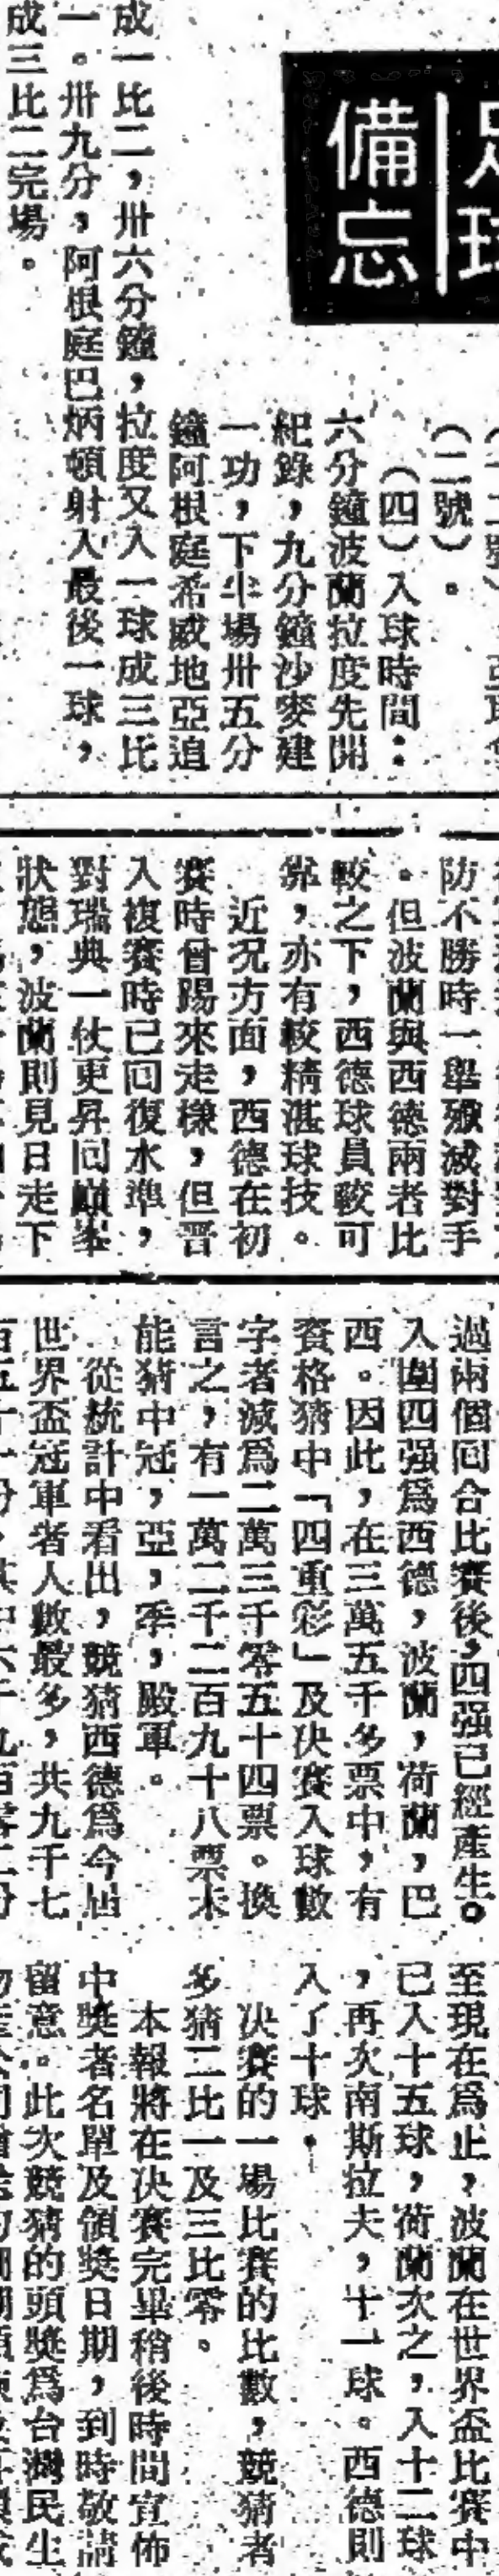 備忘
（二號）。
（四）入球時間：
六分鐘波蘭拉度先開
紀錄，九分鐘沙麥建
一功，下半場卅五分
鐘阿根庭希威地亞追
成一比二，卅六分鐘，拉度又入一球成三比
一。卅九分，阿根庭巴炳頓射入最後一球，
成三比二完場。
防不勝時一舉殲滅對手
。但波蘭與西德兩者比
較之下，西德球員較可
靠，亦有較精湛球技。
近況方面，西德在初
賽時曾踢來走樣，但晋
入複賽時已回復水準，
對瑞典一仗更昇回巔峯
狀態，波蘭則見日走下
過兩個回合比賽後，四强已經產生。
入圍四强爲西德，波蘭，荷蘭，巴
西。因此，在三萬五千多票中，有
資格猜中「四重彩」及决賽入球數
字者減爲二萬三千零五十四票。換
言之，有一萬二千二百九十八票未
能猜中冠，亞，季，殿軍。
從統計中看出，競猜西德爲今屆
世界盃冠軍者人數最多，共九千七
至現在爲止，波蘭在世界盃比賽中
已入十五球，荷蘭次之，入十二球
，再次南斯拉夫，十一球。西德則
入了十球。
决賽的一場比賽的比數，競猜者
多猜二比一及三比零。
本報將在决賽完畢稍後時間宣佈
中獎者名單及領獎日期，到時敬請
留意。此次競猜的頭獎爲台灣民生